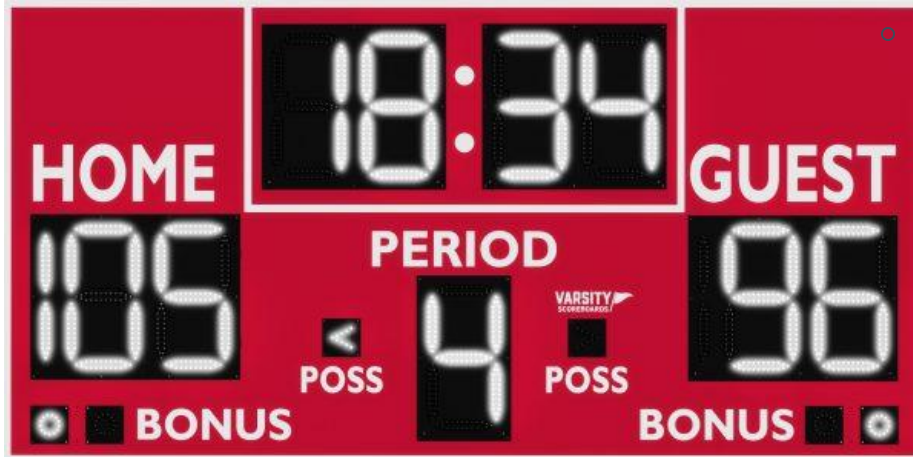 18:34
HOME
GUEST
105
PERIOD
96
4
VARSITY
SCOREBOARDS
<
POSS
POSS
BONUS
BONUS